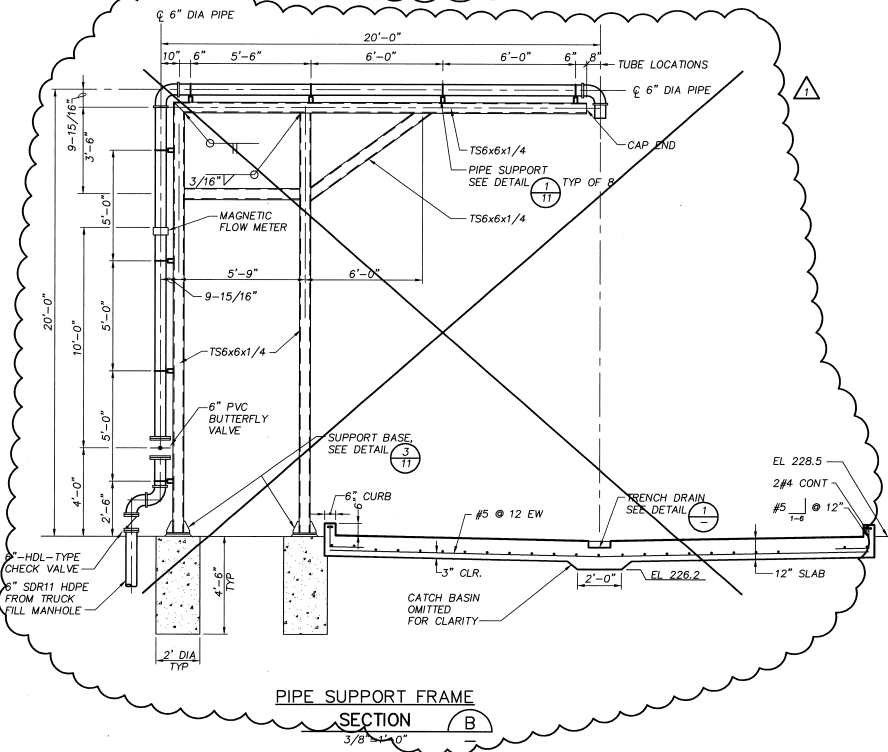 ℄ 6" DIA PIPE
20'-0"
10"
6"
5'-6"
6'-0"
6'-0"
6"
8"
TUBE LOCATIONS
℄ 6" DIA PIPE
1
9-15/16"
3'-6"
CAP END
TS6x6x1/4
PIPE SUPPORT
SEE DETAIL
1
11
TYP OF 8
3/16"
TS6x6x1/4
MAGNETIC
FLOW METER
5'-0"
5'-9"
6'-0"
9-15/16"
20'-0"
10'-0"
5'-0"
TS6x6x1/4
6" PVC
BUTTERFLY
VALVE
5'-0"
SUPPORT BASE,
SEE DETAIL
3
11
4'-0"
2'-6"
6" CURB
6"
#5 @ 12 EW
TRENCH DRAIN
SEE DETAIL
1
-
EL 228.5
2#4 CONT
#5
1-6
@ 12"
6"-HDL-TYPE
CHECK VALVE
6" SDR11 HDPE
FROM TRUCK
FILL MANHOLE
4'-6"
TYP
3" CLR.
2'-0"
EL 226.2
12" SLAB
CATCH BASIN
OMITTED
FOR CLARITY
2' DIA
TYP
PIPE SUPPORT FRAME
SECTION
B
-
3/8"=1'-0"